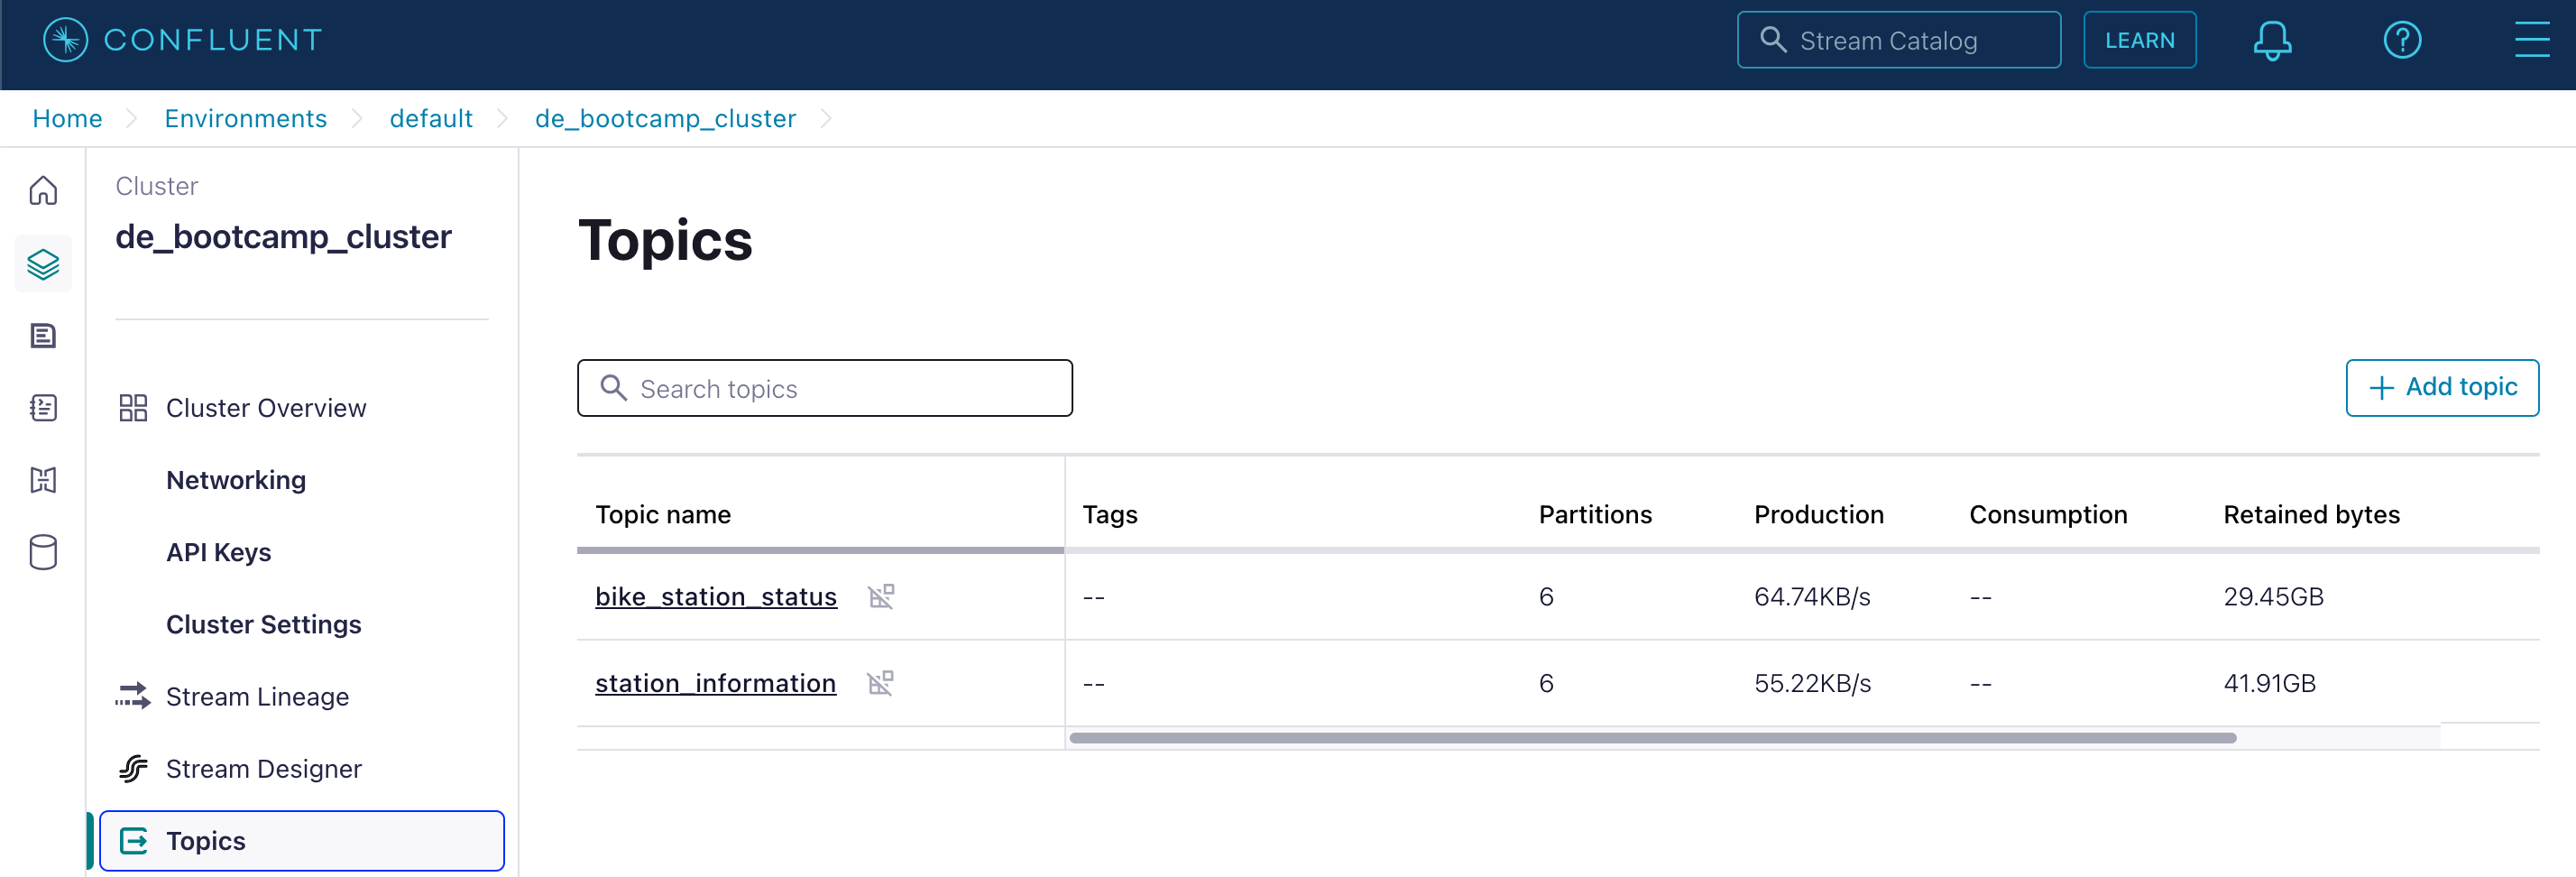 CONFLUENT
Stream Catalog
LEARN
Home Environments default de_bootcamp_cluster
Cluster
de_bootcamp_cluster
Cluster Overview
Networking
API Keys
Cluster Settings
Stream Lineage
Stream Designer
Topics
Topics
Search topics
Add topic
Topic name Tags Partitions Production Consumption Retained bytes
bike_station_status -- 6 64.74KB/s -- 29.45GB
station_information -- 6 55.22KB/s -- 41.91GB